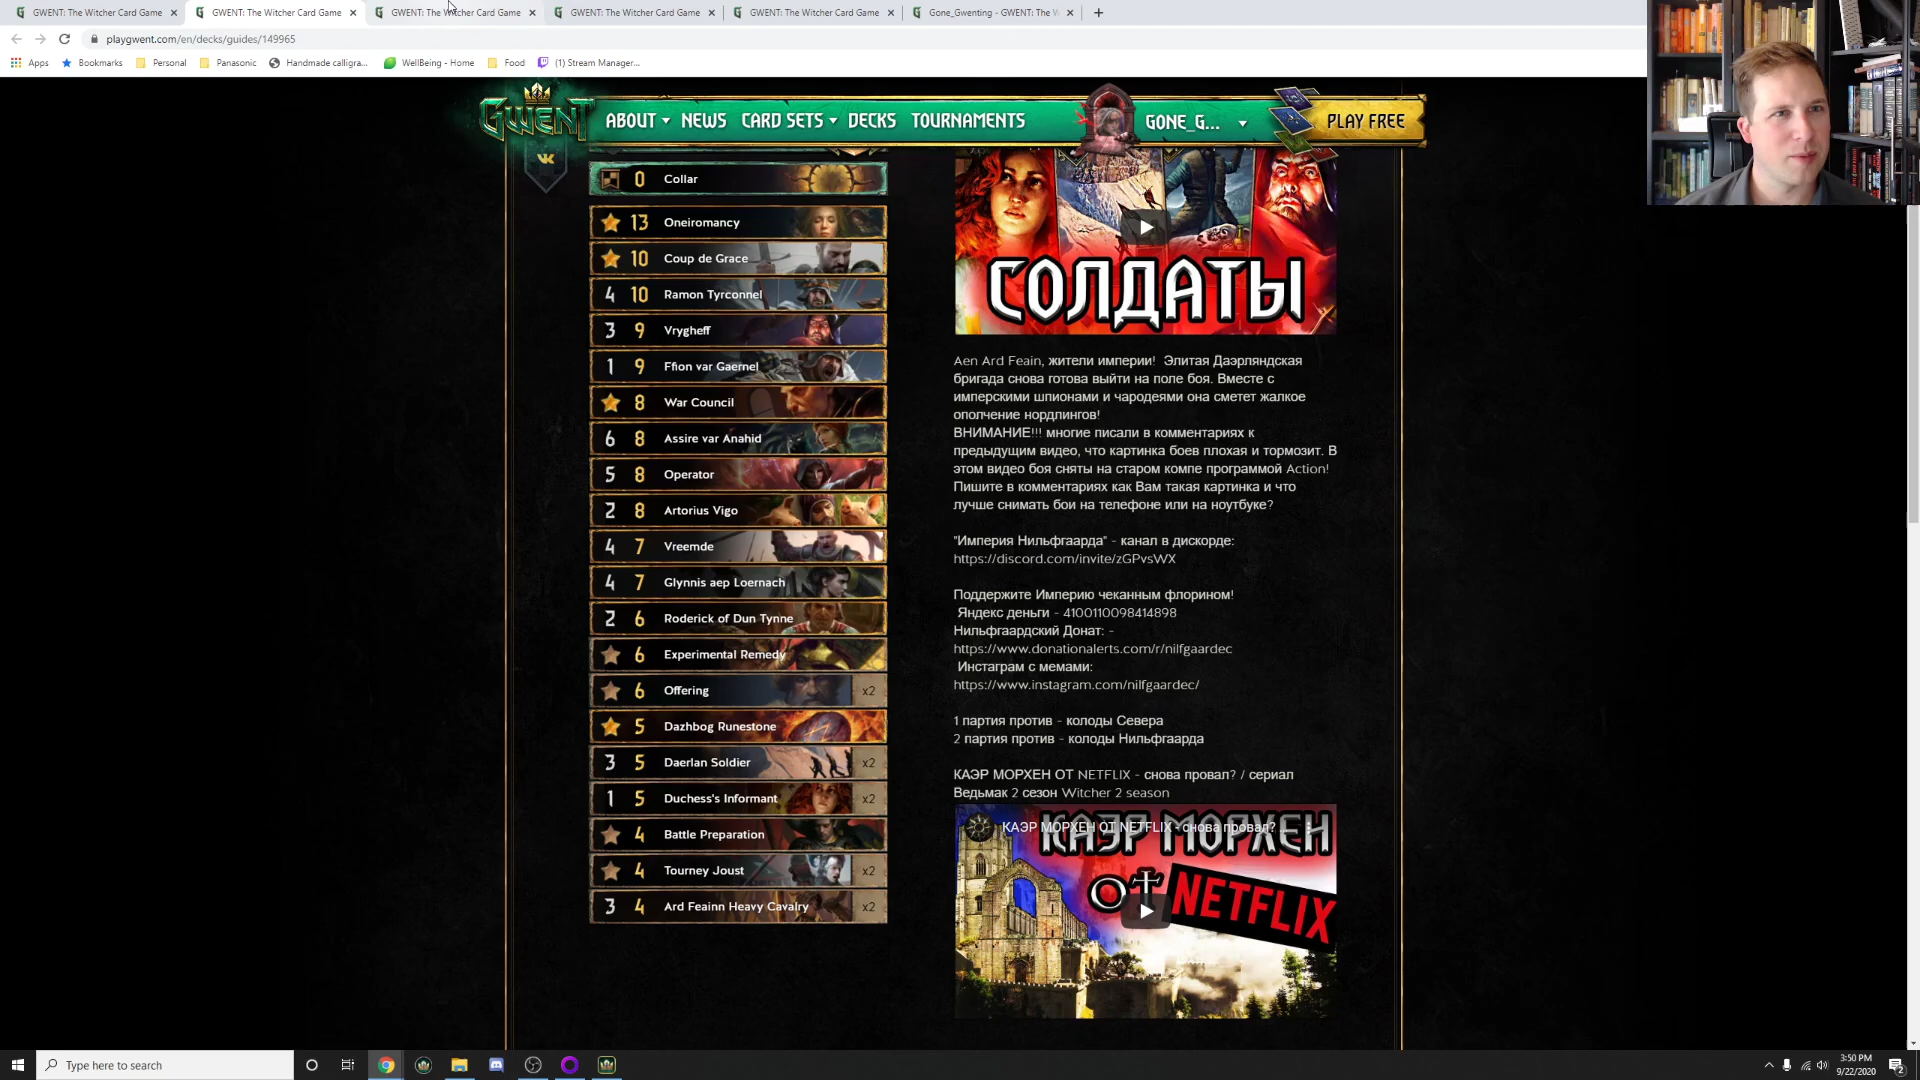 GWENT: The Witcher Card Game
GWENT: The Witcher Card Game
GWENT: The Witcher Card Game
GWENT: The Witcher Card Game
GWENT: The Witcher Card Game
Gone_Gwenting - GWENT: The W
playgwent.com/en/decks/guides/149965
Apps
Bookmarks
Personal
Panasonic
Handmade calligra...
WellBeing - Home
Food
(1) Stream Manager...
GWENT
ABOUT
NEWS
CARD SETS
DECKS
TOURNAMENTS
GONE_G...
PLAY FREE
0 Collar
13 Oneiromancy
10 Coup de Grace
4 10 Ramon Tyrconnel
3 9 Vrygheff
1 9 Ffion var Gaernel
8 War Council
6 8 Assire var Anahid
5 8 Operator
2 8 Artorius Vigo
4 7 Vreemde
4 7 Glynnis aep Loernach
2 6 Roderick of Dun Tynne
6 Experimental Remedy
6 Offering x2
5 Dazhbog Runestone
3 5 Daerlan Soldier x2
1 5 Duchess's Informant x2
4 Battle Preparation
4 Tourney Joust x2
3 4 Ard Feainn Heavy Cavalry x2
СОЛДАТЫ
Aen Ard Feain, жители империи! Элитая Даэрляндская
бригада снова готова выйти на поле боя. Вместе с
имперскими шпионами и чародеями она сметет жалкое
ополчение нордлингов!
ВНИМАНИЕ!!! многие писали в комментариях к
предыдущим видео, что картинка боев плохая и тормозит. В
этом видео боя сняты на старом компе программой Action!
Пишите в комментариях как Вам такая картинка и что
лучше снимать бои на телефоне или на ноутбуке?
"Империя Нильфгаарда" - канал в дискорде:
https://discord.com/invite/zGPvsWX
Поддержите Империю чеканным флорином!
Яндекс деньги - 4100110098414898
Нильфгаардский Донат: -
https://www.donationalerts.com/r/nilfgaardec
Инстаграм с мемами:
https://www.instagram.com/nilfgaardec/
1 партия против - колоды Севера
2 партия против - колоды Нильфгаарда
КАЭР МОРХЕН ОТ NETFLIX - снова провал? / сериал
Ведьмак 2 сезон Witcher 2 season
КАЭР МОРХЕН ОТ NETFLIX - снова провал? ...
КАЭР МОРХЕН
ОТ NETFLIX
Type here to search
3:50 PM
9/22/2020
2